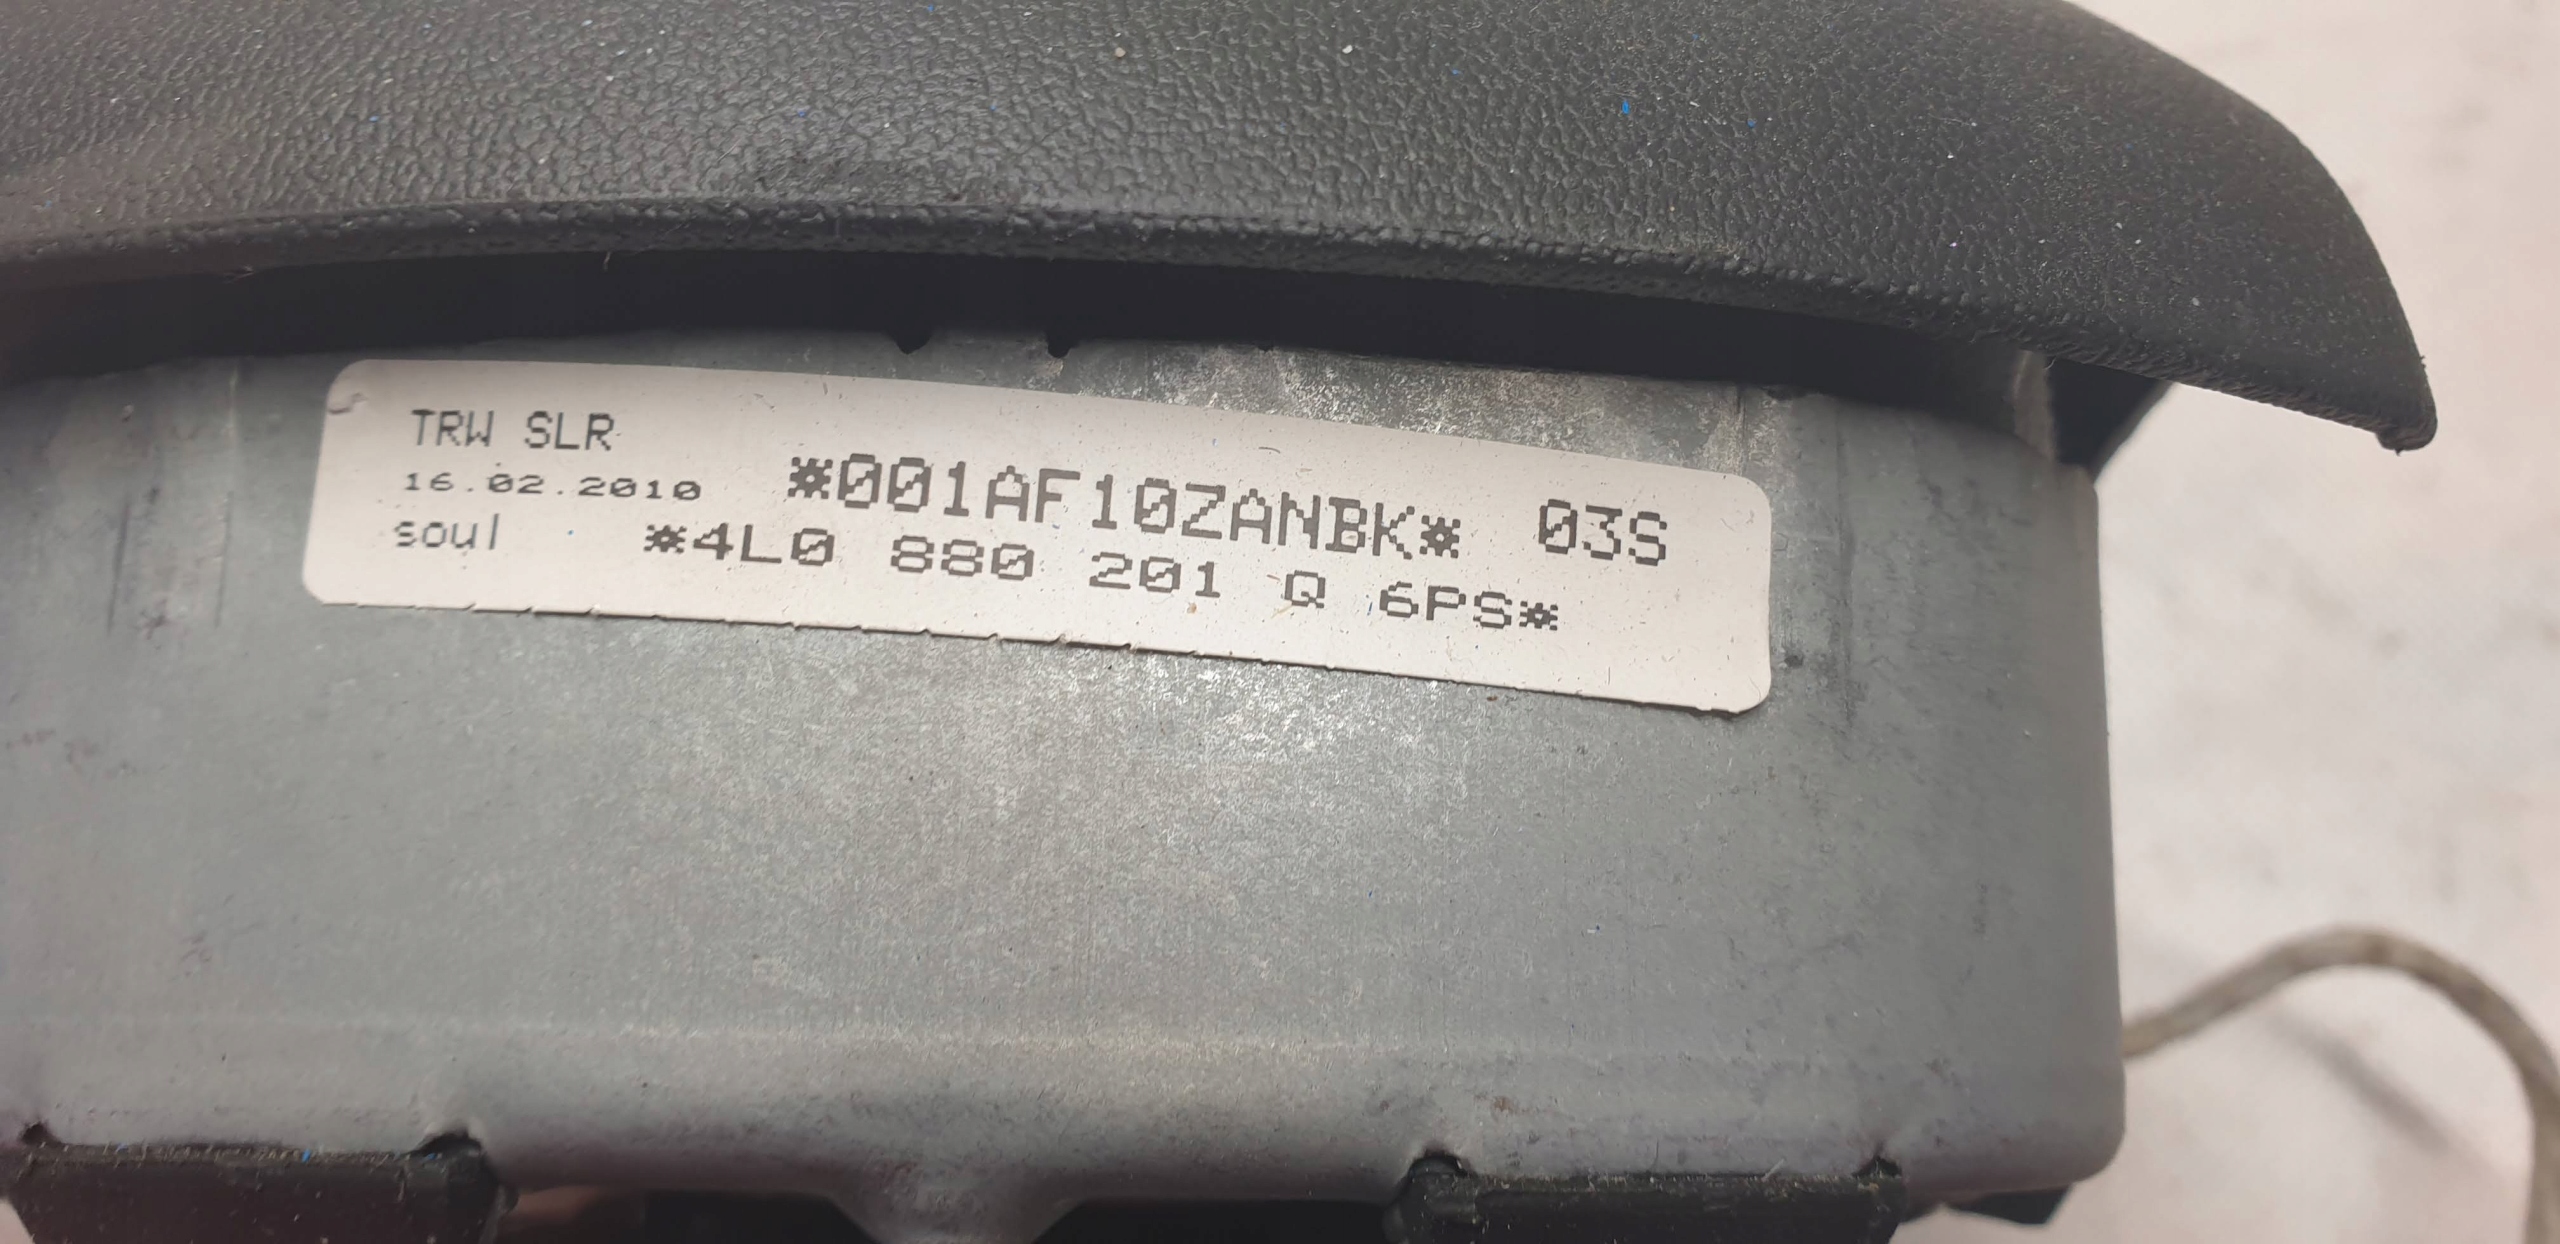 TRW SLR
16.02.2010
*001AF10ZANBK* 03S
soul
*4L0 880 201 Q 6PS*